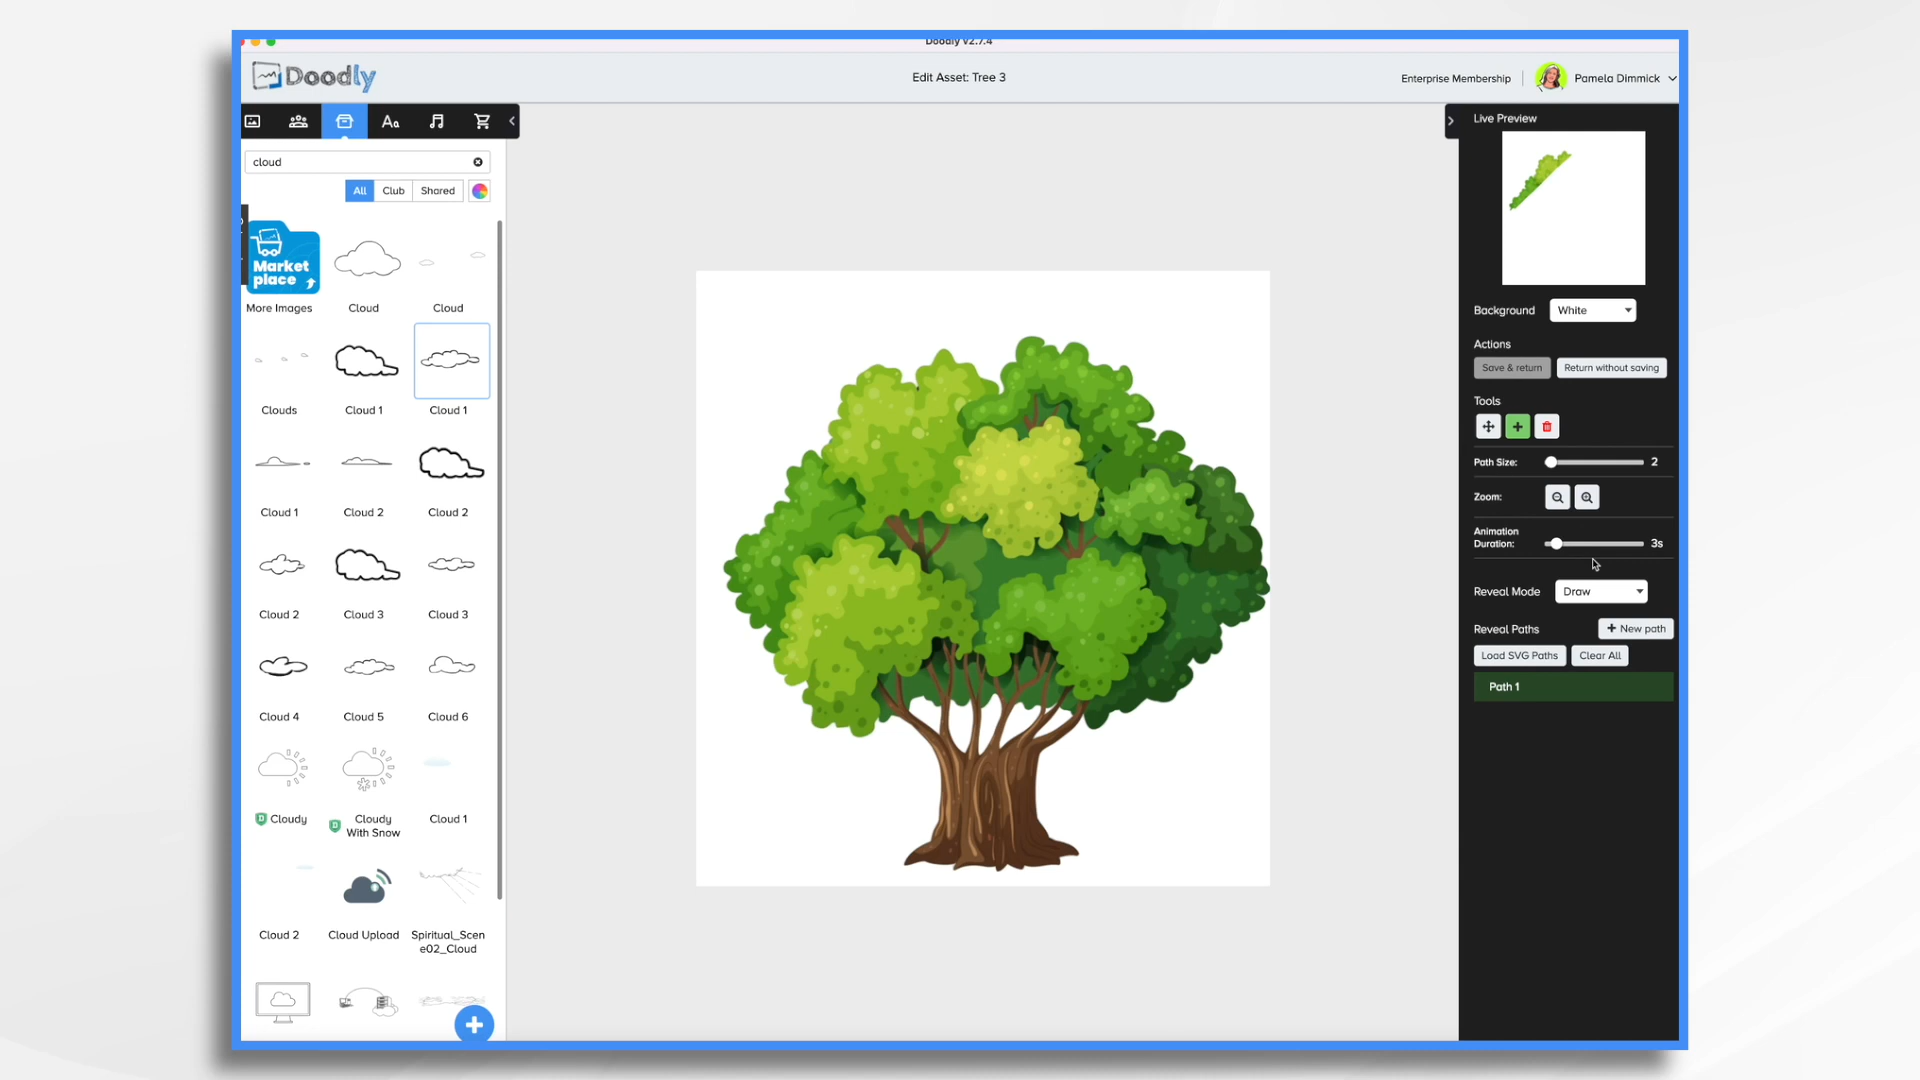 Doodly v2.7.4
Doodly
Edit Asset: Tree 3
Enterprise Membership
Pamela Dimmick
Aa
cloud
All
Club
Shared
Market
place
More Images
Cloud
Cloud
Clouds
Cloud 1
Cloud 1
Cloud 1
Cloud 2
Cloud 2
Cloud 2
Cloud 3
Cloud 3
Cloud 4
Cloud 5
Cloud 6
Cloudy
Cloudy
With Snow
Cloud 1
Cloud 2
Cloud Upload
Spiritual_Scen
e02_Cloud
Live Preview
Background
White
Actions
Save & return
Return without saving
Tools
Path Size:
2
Zoom:
Animation
Duration:
3s
Reveal Mode
Draw
Reveal Paths
+ New path
Load SVG Paths
Clear All
Path 1